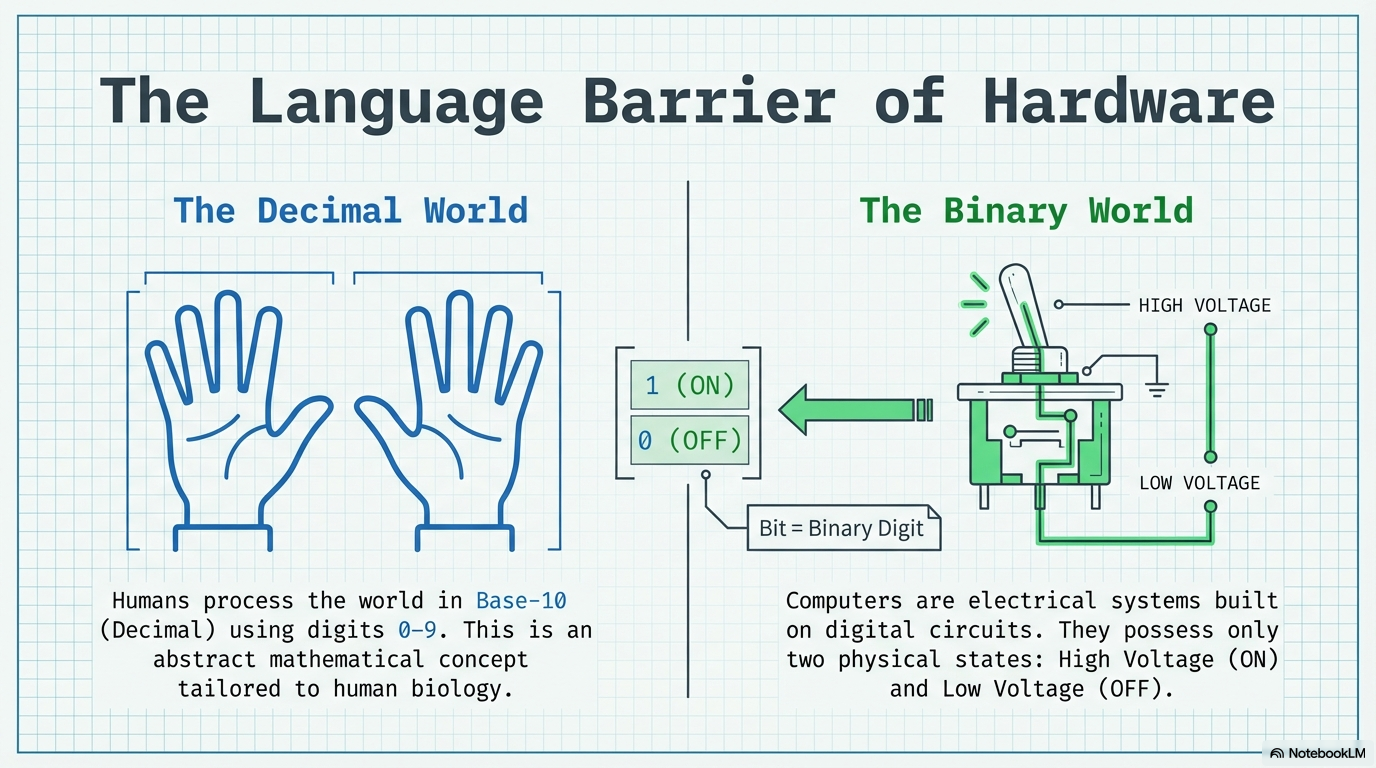 The Language Barrier of Hardware
The Decimal World
Humans process the world in Base-10
(Decimal) using digits 0-9. This is an
abstract mathematical concept
tailored to human biology.
1 (ON)
0 (OFF)
Bit = Binary Digit
The Binary World
HIGH VOLTAGE
LOW VOLTAGE
Computers are electrical systems built
on digital circuits. They possess only
two physical states: High Voltage (ON)
and Low Voltage (OFF).
NotebookLM